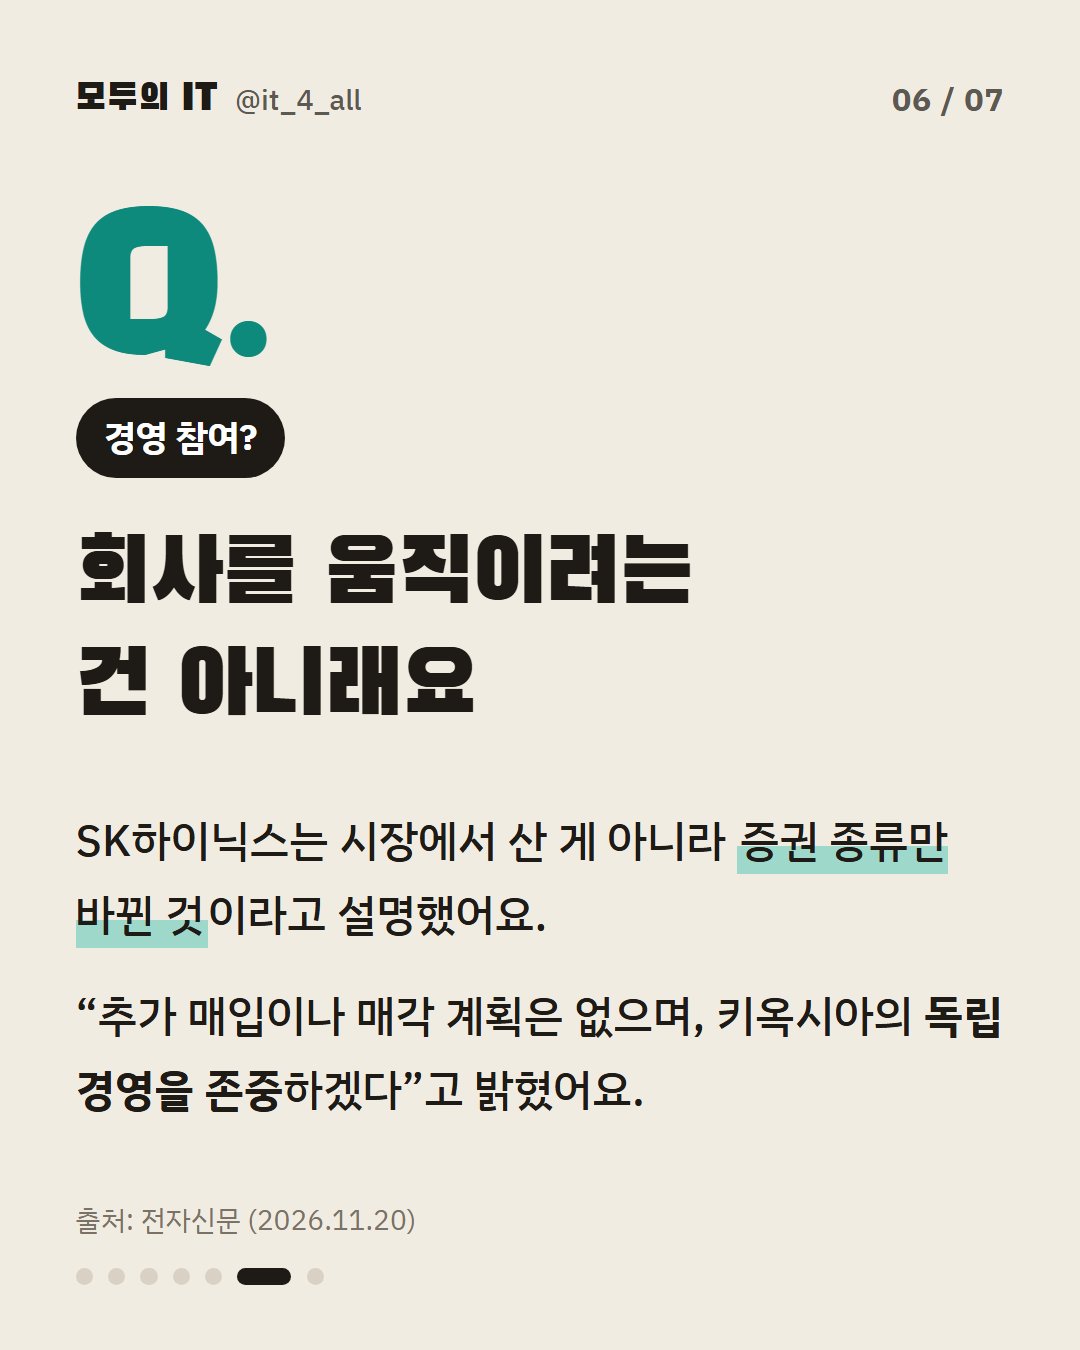 모두의 IT @it_4_all
06 / 07
Q.
경영 참여?
회사를 움직이려는
건 아니래요
SK하이닉스는 시장에서 산 게 아니라 증권 종류만
바뀐 것이라고 설명했어요.
“추가 매입이나 매각 계획은 없으며, 키옥시아의 독립
경영을 존중하겠다”고 밝혔어요.
출처: 전자신문 (2026.11.20)